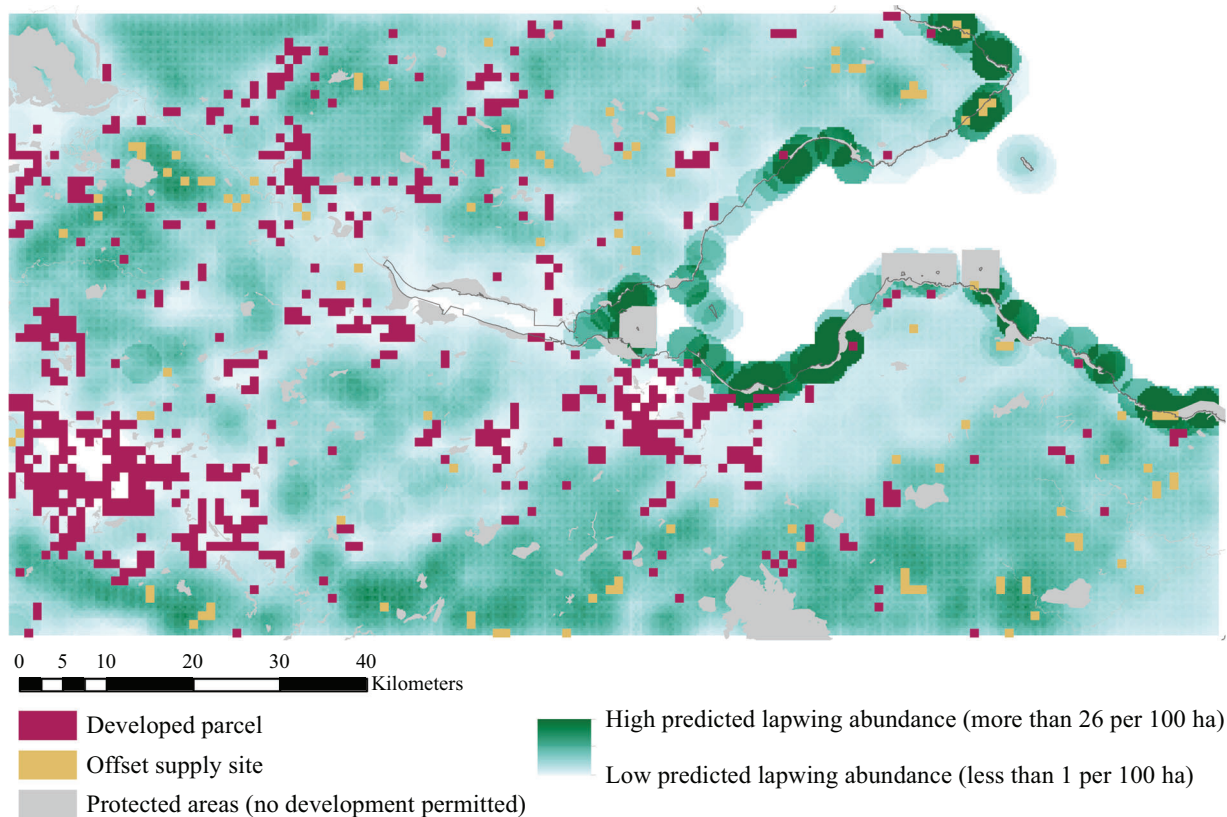 0 5 10 20 30 40
Kilometers
Developed parcel
Offset supply site
Protected areas (no development permitted)
High predicted lapwing abundance (more than 26 per 100 ha)
Low predicted lapwing abundance (less than 1 per 100 ha)